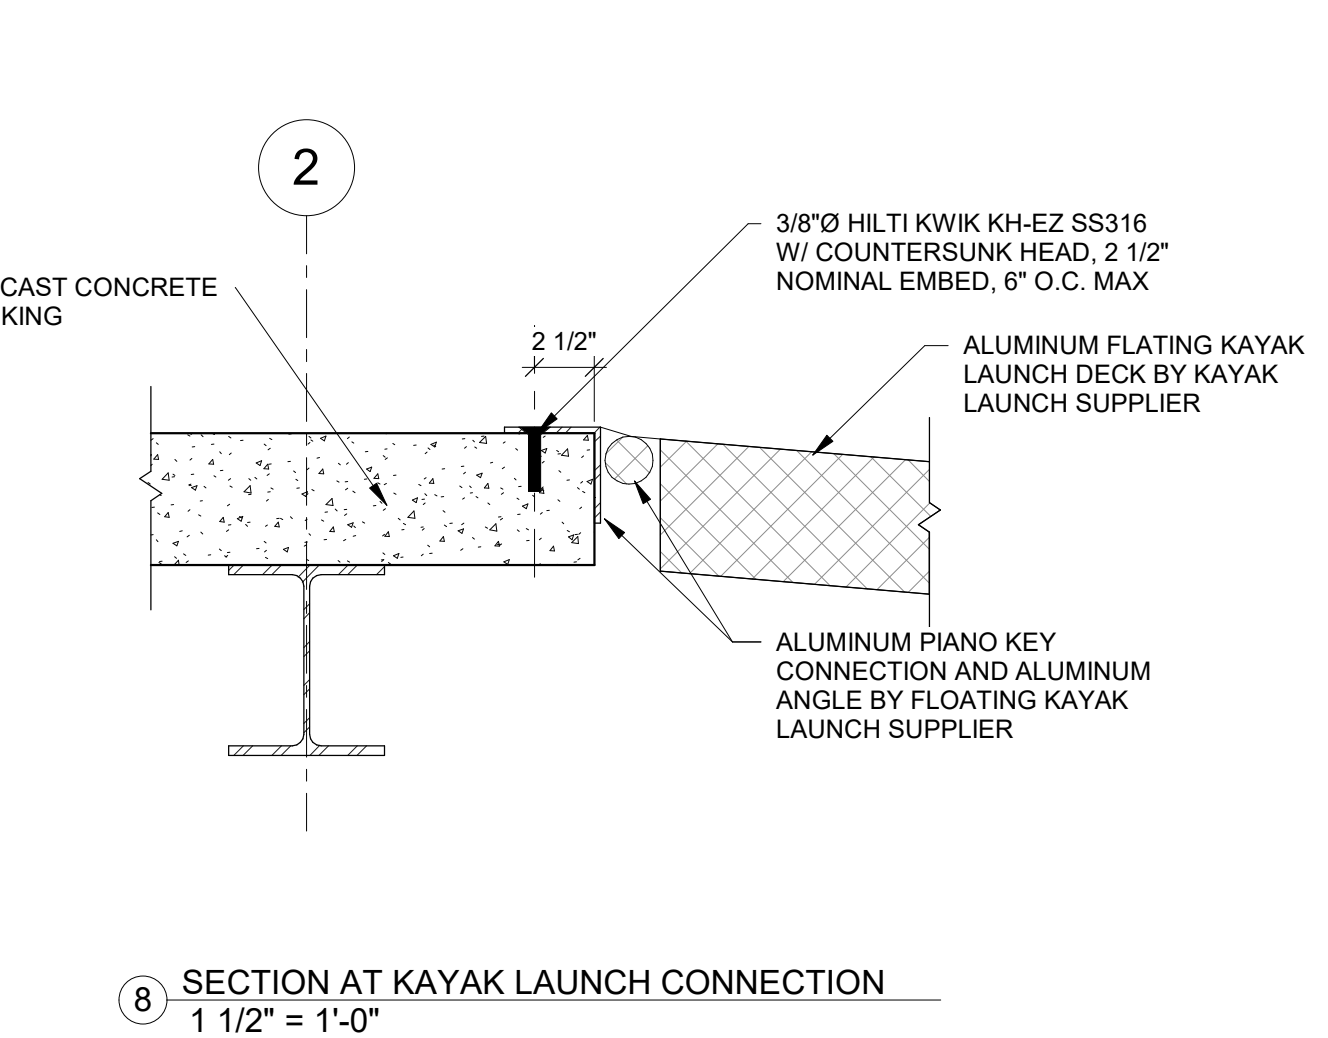 2
3/8"Ø HILTI KWIK KH-EZ SS316
W/ COUNTERSUNK HEAD, 2 1/2"
NOMINAL EMBED, 6" O.C. MAX
CAST CONCRETE
KING
2 1/2"
ALUMINUM FLATING KAYAK
LAUNCH DECK BY KAYAK
LAUNCH SUPPLIER
ALUMINUM PIANO KEY
CONNECTION AND ALUMINUM
ANGLE BY FLOATING KAYAK
LAUNCH SUPPLIER
8
SECTION AT KAYAK LAUNCH CONNECTION
1 1/2" = 1'-0"